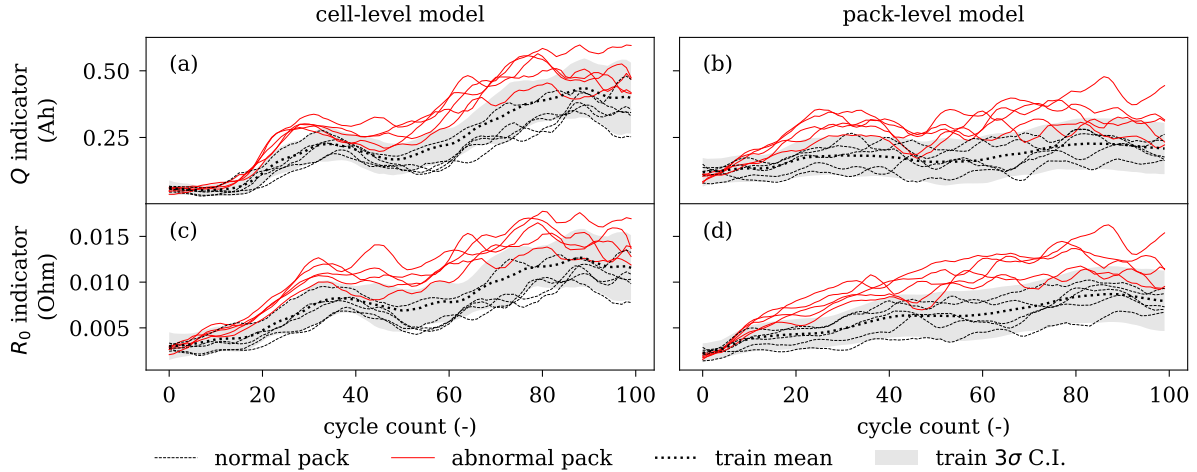 cell-level model pack-level model
(a) (b)
Q indicator
(Ah)
0.50
0.25
(c) (d)
R0 indicator
(Ohm)
0.015
0.010
0.005
0 20 40 60 80 100 0 20 40 60 80 100
cycle count (-) cycle count (-)
normal pack abnormal pack train mean train 3σ C.I.